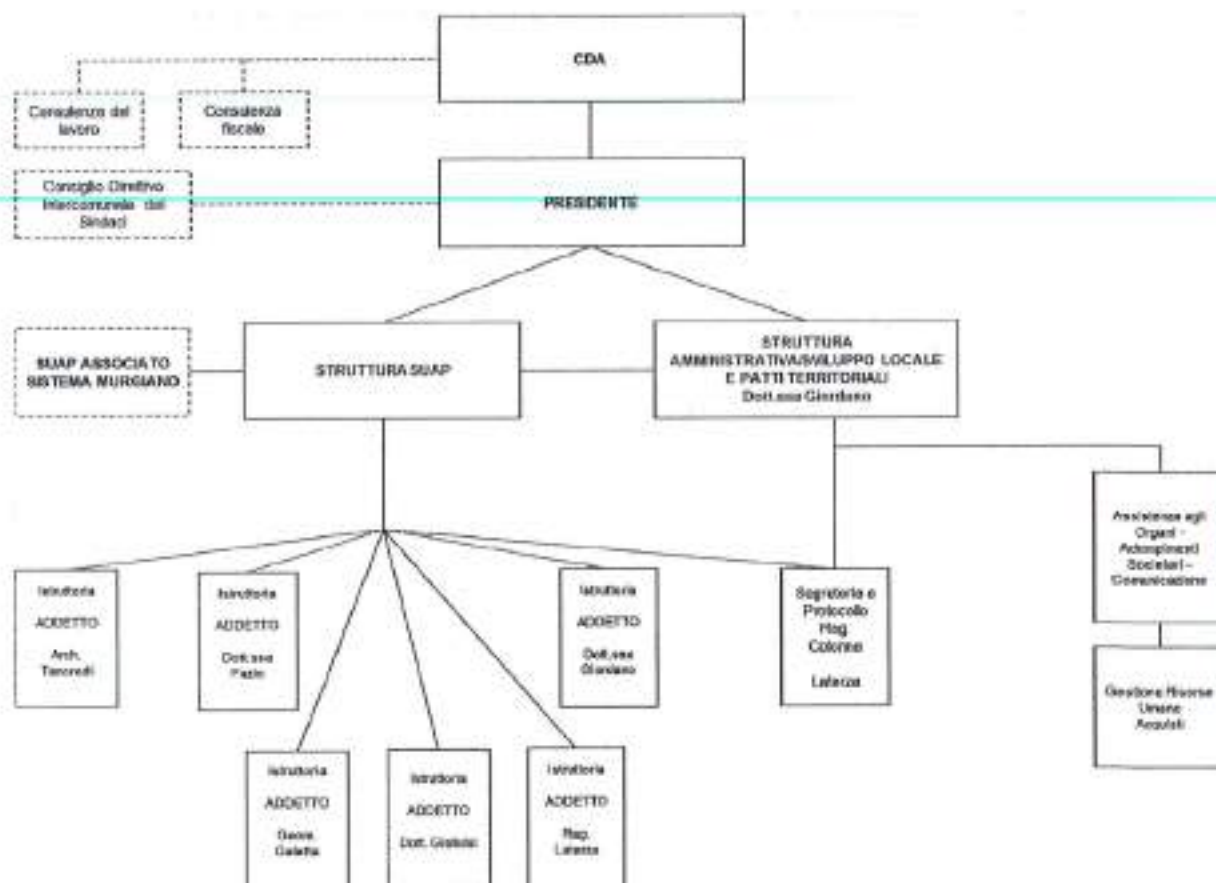 CDA
Consulenza del
lavoro
Consulenza
fiscale
Consiglio Direttivo
Intercomunale dei
Sindaci
PRESIDENTE
SUAP ASSOCIATO
SISTEMA MURGIANO
STRUTTURA SUAP
STRUTTURA
AMMINISTRATIVA/SVILUPPO LOCALE
E PATTI TERRITORIALI
Dott.ssa Giordano
Assistenza agli
Organi -
Adempimenti
Societari -
Comunicazione
Istruttoria
ADDETTO
Arch.
Tancredi
Istruttoria
ADDETTO
Dott.ssa
Fazio
Istruttoria
ADDETTO
Dott.ssa
Giordano
Segreteria e
Protocollo
Rag.
Colonna
Laterza
Gestione Risorse
Umane
Acquisti
Istruttoria
ADDETTO
Geom.
Galetta
Istruttoria
ADDETTO
Dott.
Istruttoria
ADDETTO
Rag.
Laterza